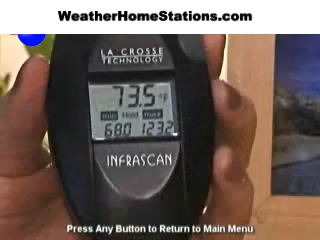 WeatherHomeStations.com
LA CROSSE
TECHNOLOGY
73.5°F
min Hold max
680 1232
INFRASCAN
Press Any Button to Return to Main Menu